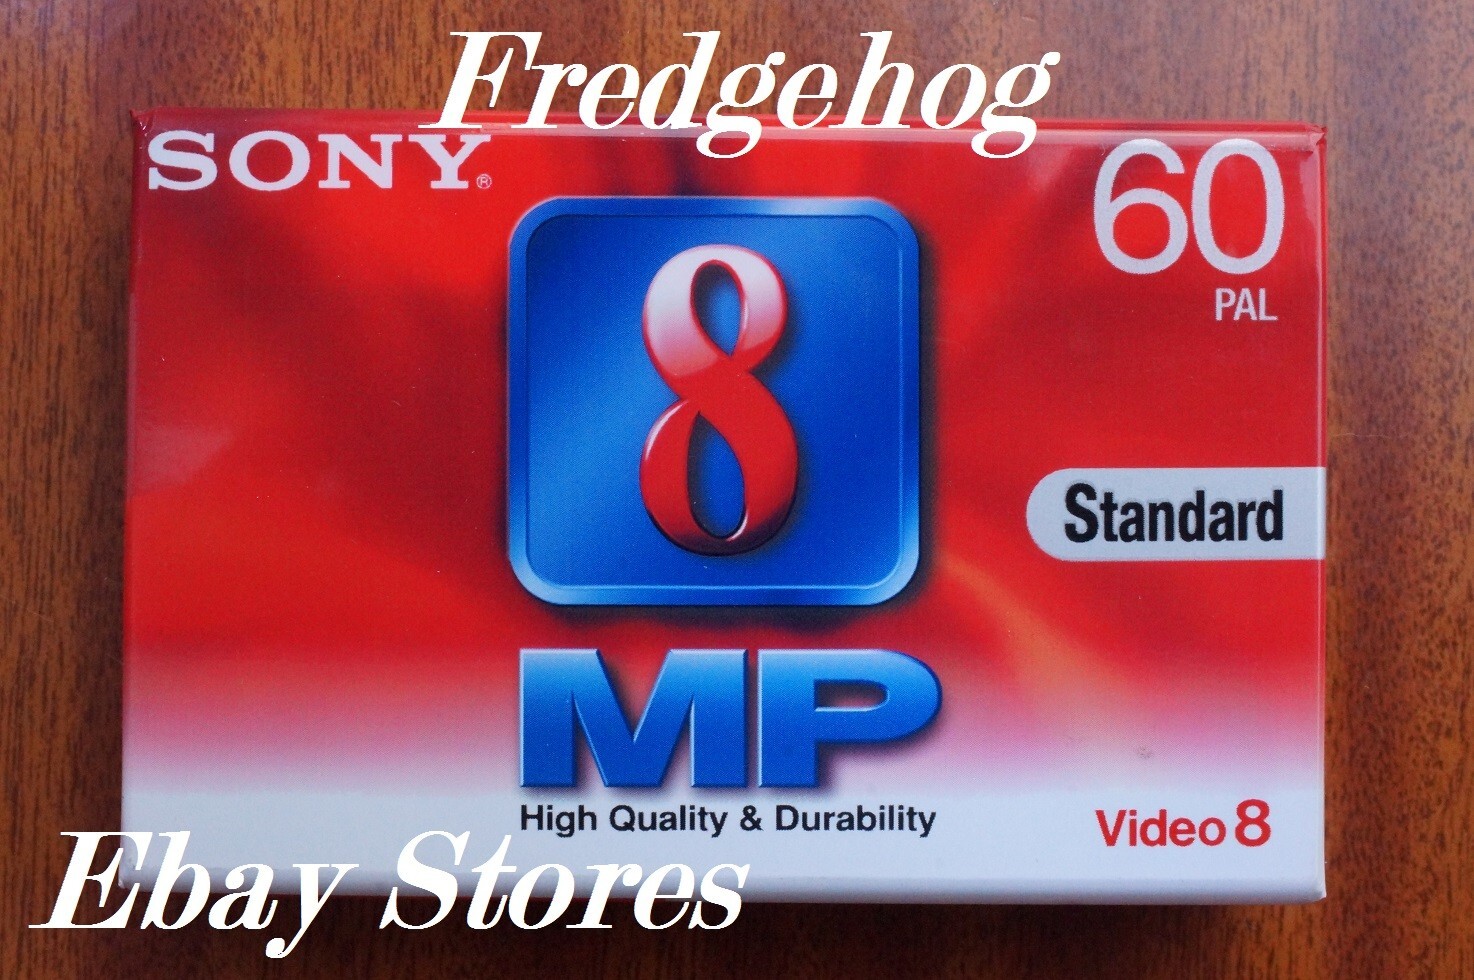 Fredgehog
SONY®
60
PAL
8
Standard
MP
High Quality & Durability
Video 8
Ebay Stores